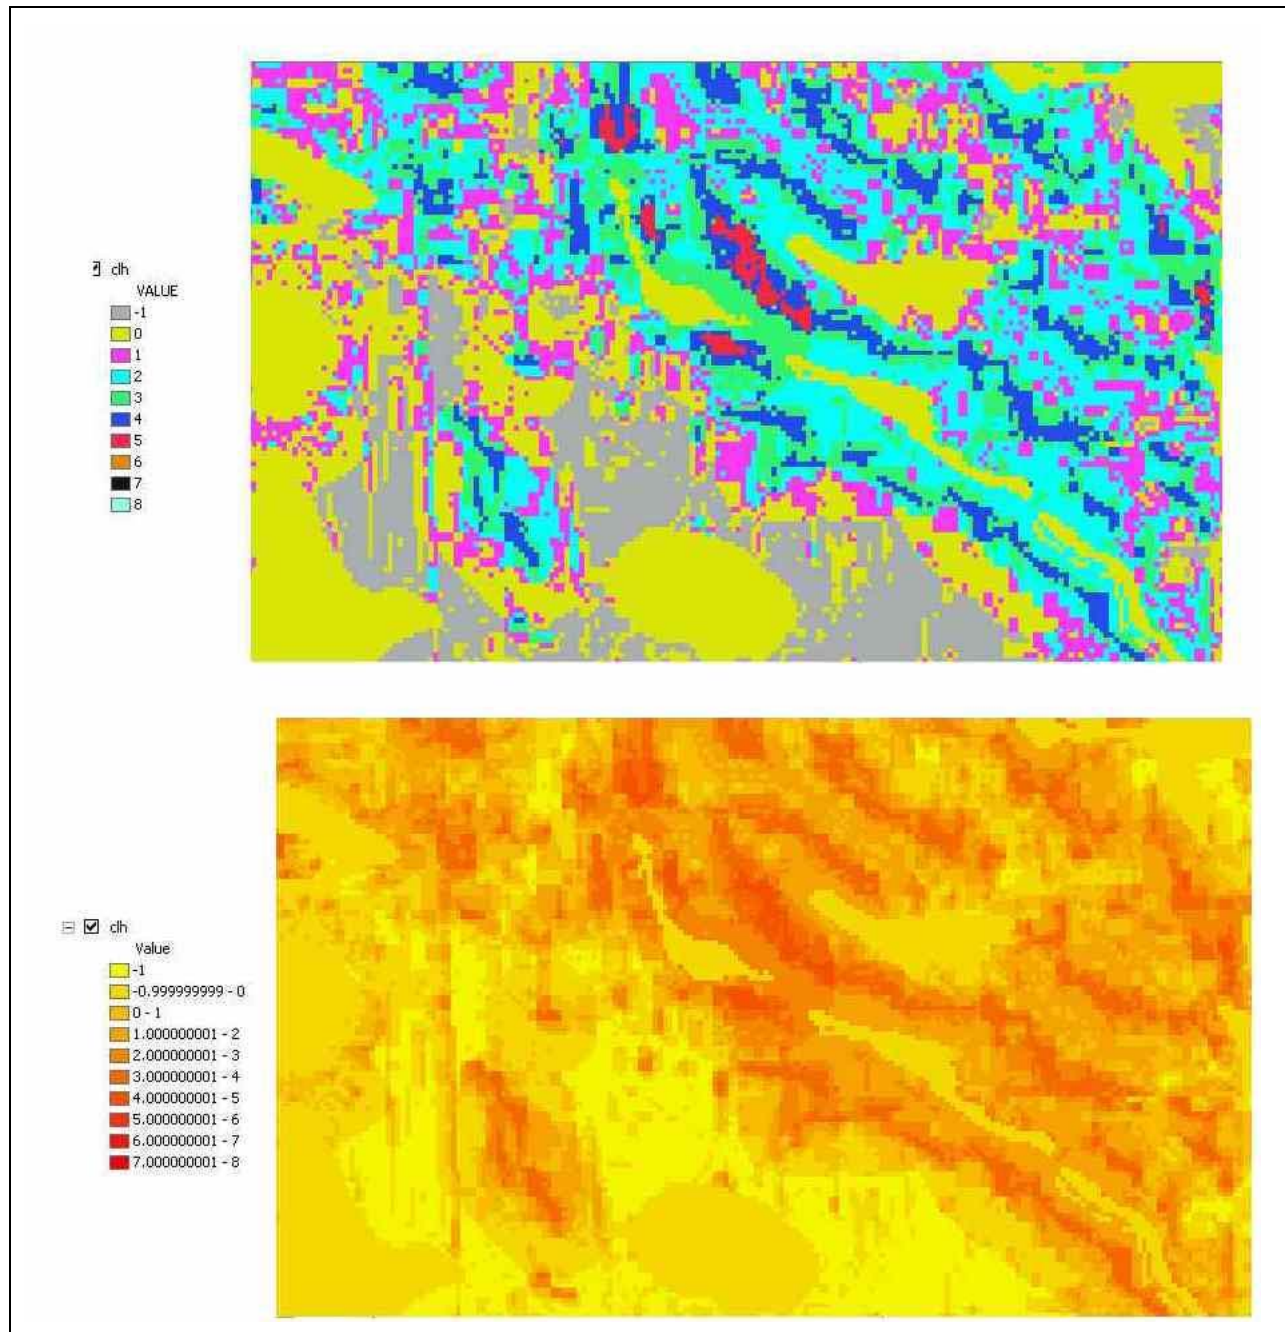 clh
VALUE
-1
0
1
2
3
4
5
6
7
8
clh
Value
-1
-0.999999999 - 0
0 - 1
1.000000001 - 2
2.000000001 - 3
3.000000001 - 4
4.000000001 - 5
5.000000001 - 6
6.000000001 - 7
7.000000001 - 8